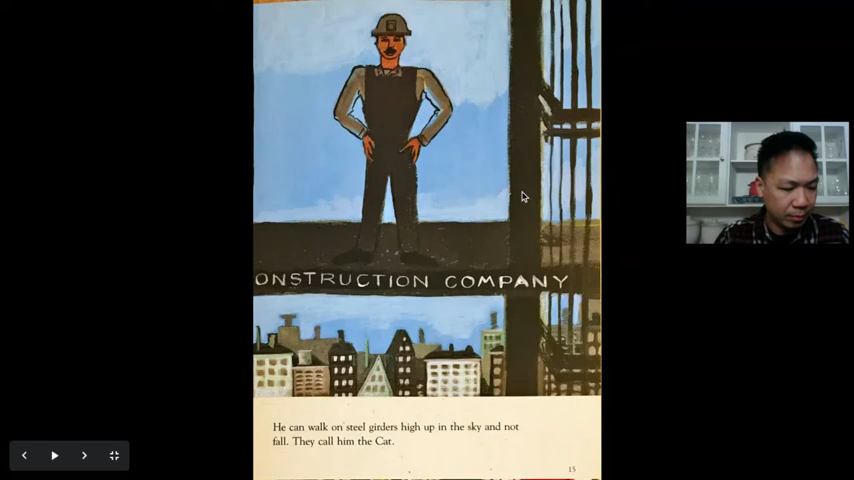 ONSTRUCTION COMPANY
He can walk on steel girders high up in the sky and not
fall. They call him the Cat.
15